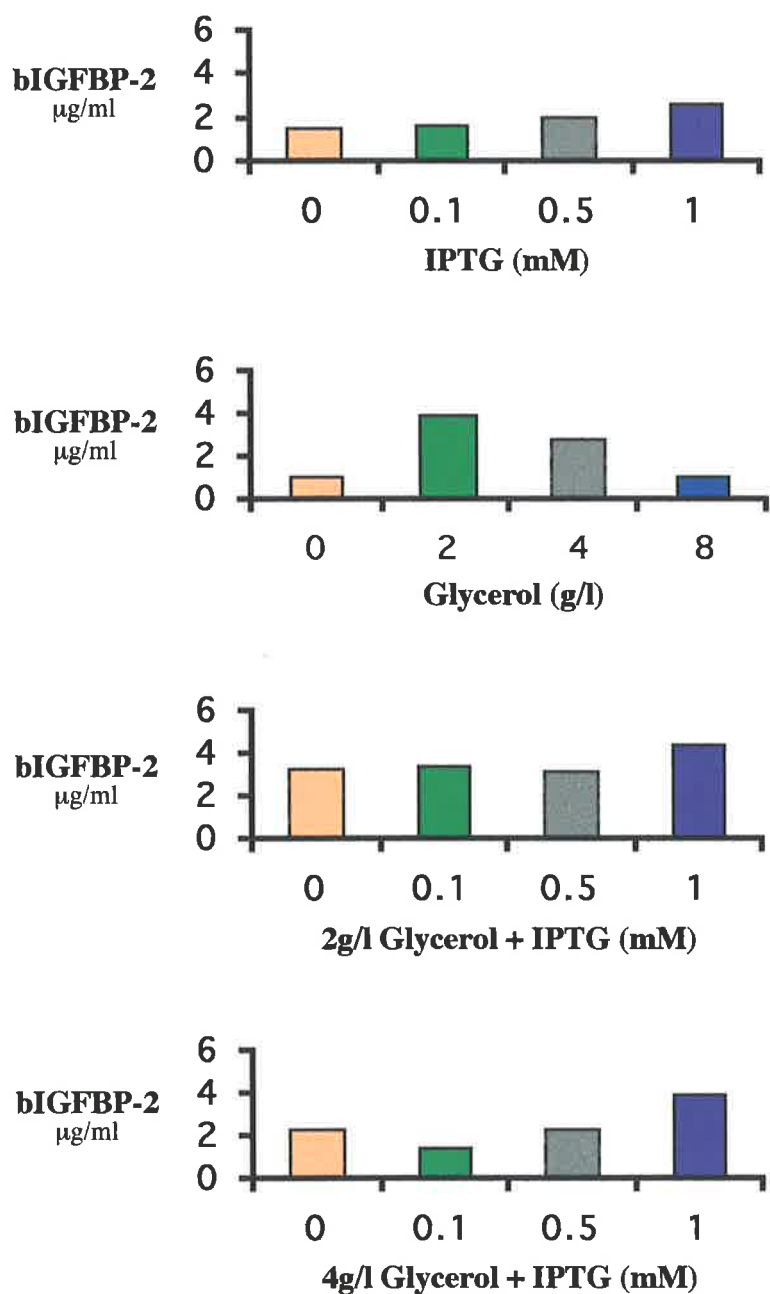 6
4
bIGFBP-2
µg/ml
2
0
0 0.1 0.5 1
IPTG (mM)
6
4
bIGFBP-2
µg/ml
2
0
0 2 4 8
Glycerol (g/l)
6
4
bIGFBP-2
µg/ml
2
0
0 0.1 0.5 1
2g/l Glycerol + IPTG (mM)
6
4
bIGFBP-2
µg/ml
2
0
0 0.1 0.5 1
4g/l Glycerol + IPTG (mM)